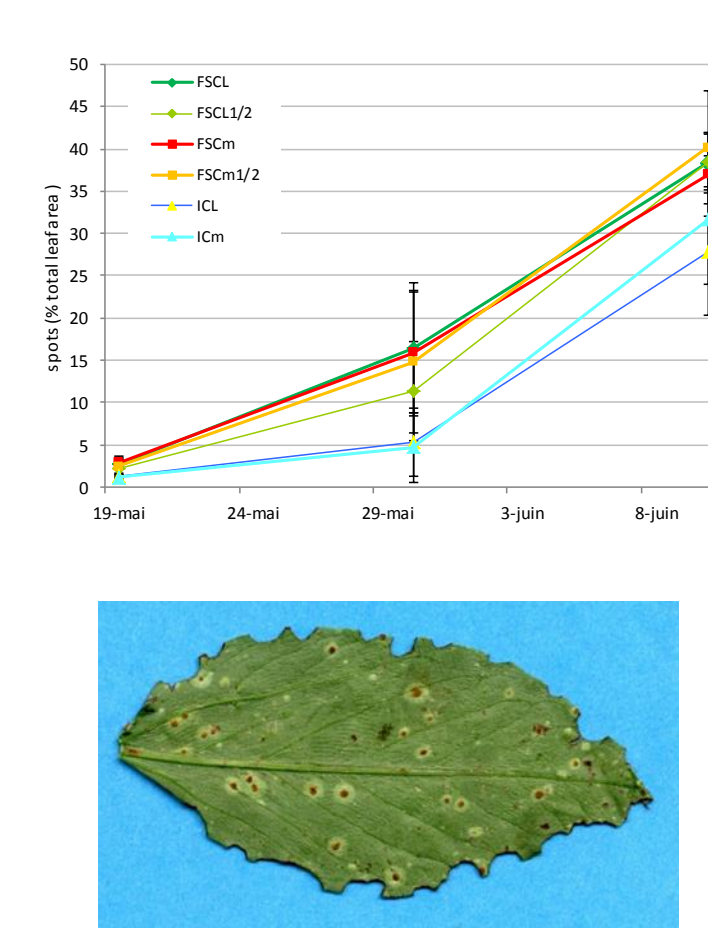 50
45
40
35
30
25
20
15
10
5
0
spots (% total leaf area )
FSCL
FSCL1/2
FSCm
FSCm1/2
ICL
ICm
19-mai 24-mai 29-mai 3-juin 8-juin